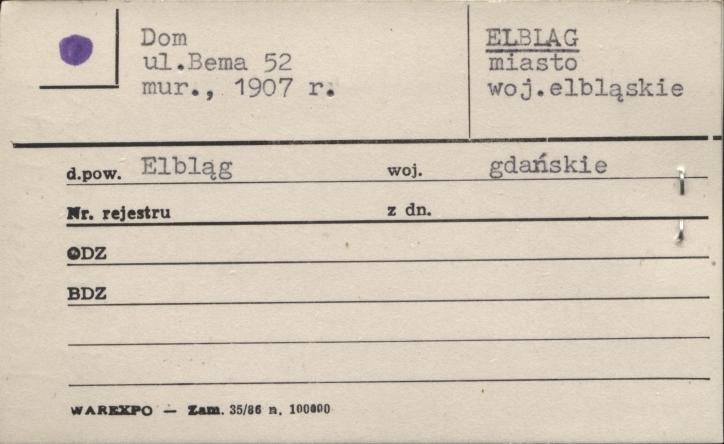 Dom
ul.Bema 52
mur., 1907 r.
ELBLAG
miasto
woj.elbląskie
d.pow. Elbląg woj. gdańskie
Nr. rejestru z dn.
ODZ
BDZ
WAREXPO — Zam. 35/86 n. 100000